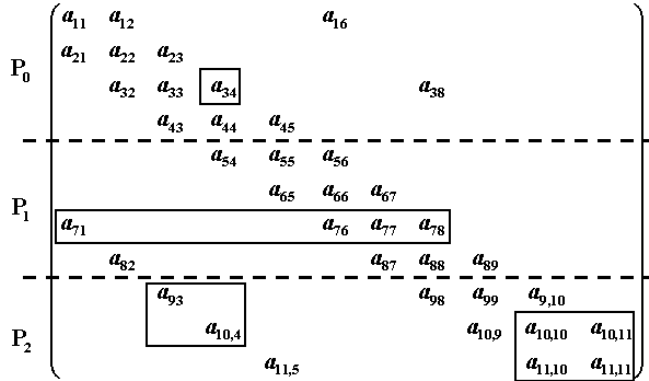 a11 a12 a16
a21 a22 a23
P0
a32 a33 a34 a38
a43 a44 a45
a54 a55 a56
a65 a66 a67
P1
a71 a76 a77 a78
a82 a87 a88 a89
a93 a98 a99 a9,10
a10,4 a10,9 a10,10 a10,11
P2
a11,5 a11,10 a11,11